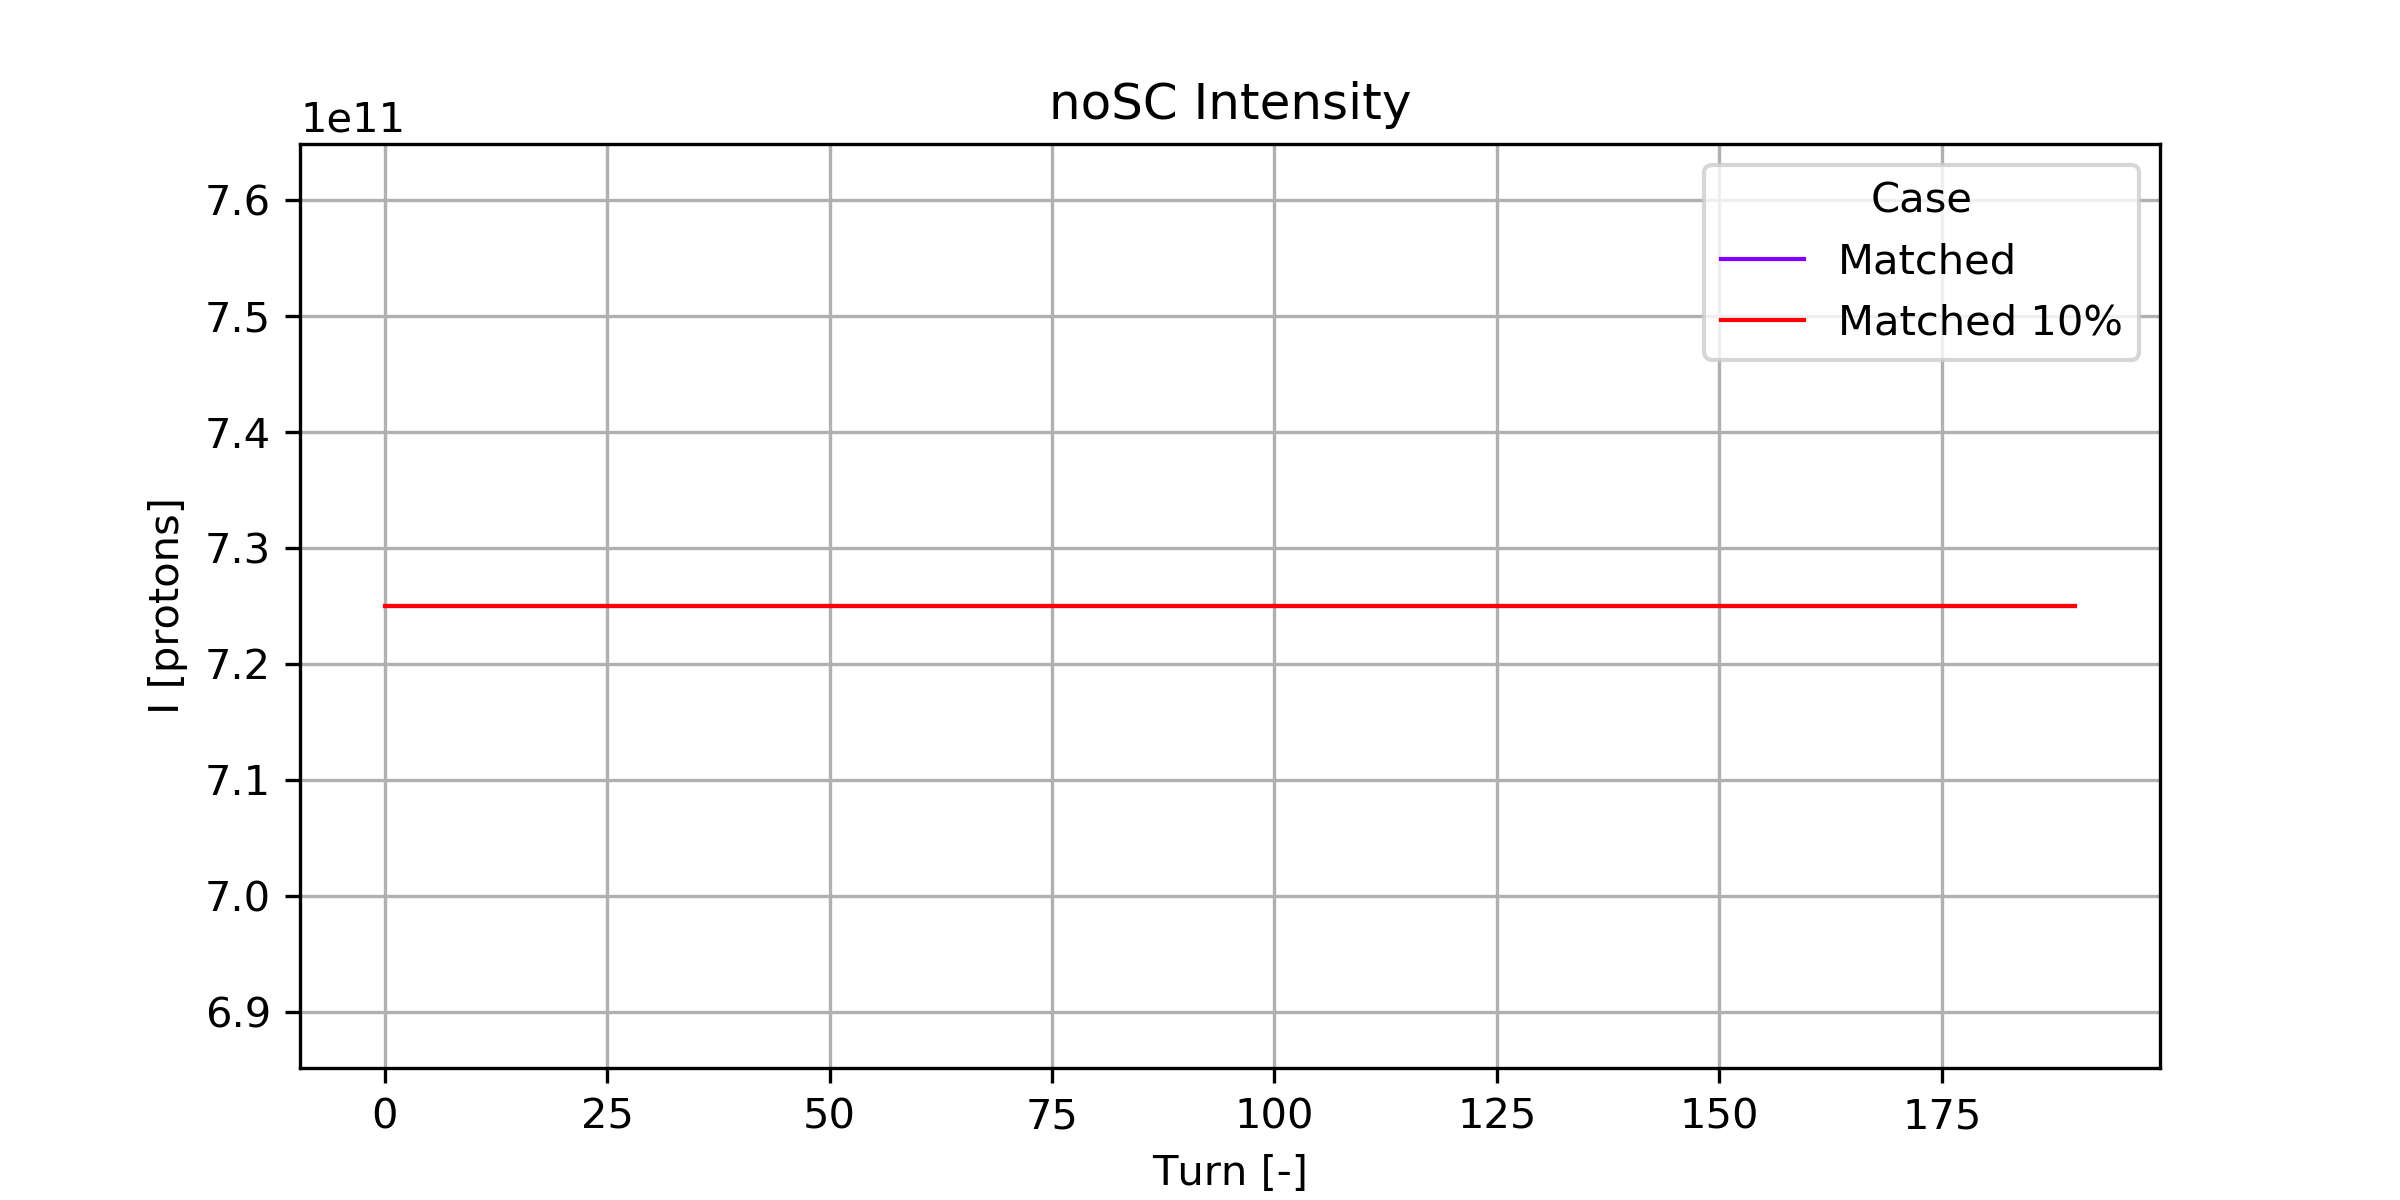 noSC Intensity
1e11
7.6
7.5
7.4
7.3
7.2
7.1
7.0
6.9
I [protons]
Case
Matched
Matched 10%
0 25 50 75 100 125 150 175
Turn [-]